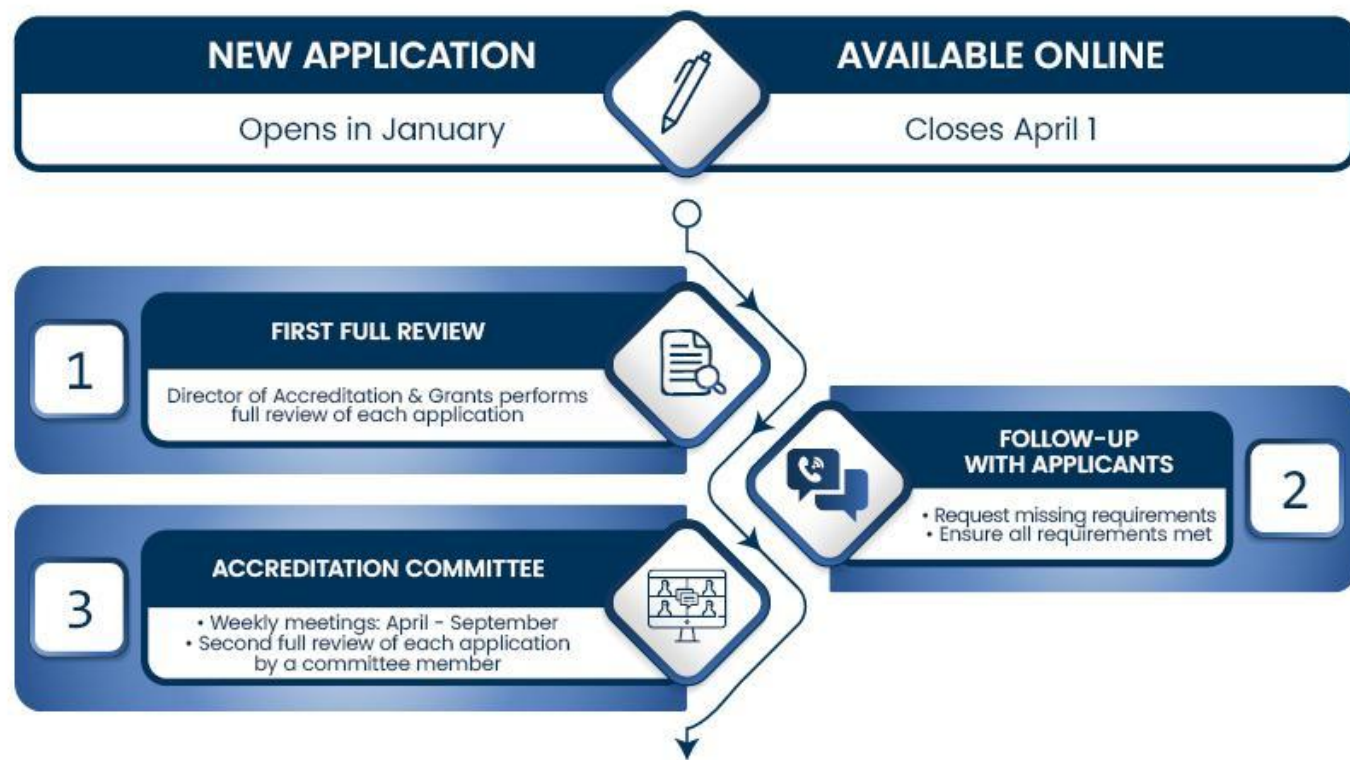 NEW APPLICATION
AVAILABLE ONLINE
Opens in January
Closes April 1
1
FIRST FULL REVIEW
Director of Accreditation & Grants performs
full review of each application
FOLLOW-UP
WITH APPLICANTS
• Request missing requirements
• Ensure all requirements met
2
3
ACCREDITATION COMMITTEE
• Weekly meetings: April - September
• Second full review of each application
by a committee member